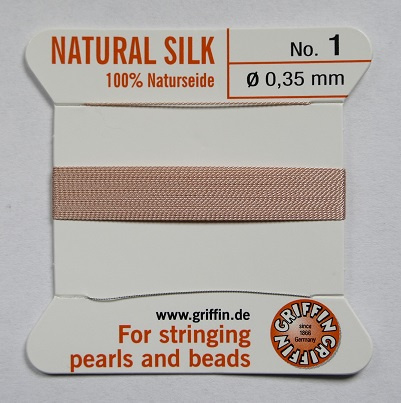 NATURAL SILK
100% Naturseide
No. 1
Ø 0,35 mm
www.griffin.de
For stringing
pearls and beads
GRIFFIN GRIFFIN
since
1866
Germany